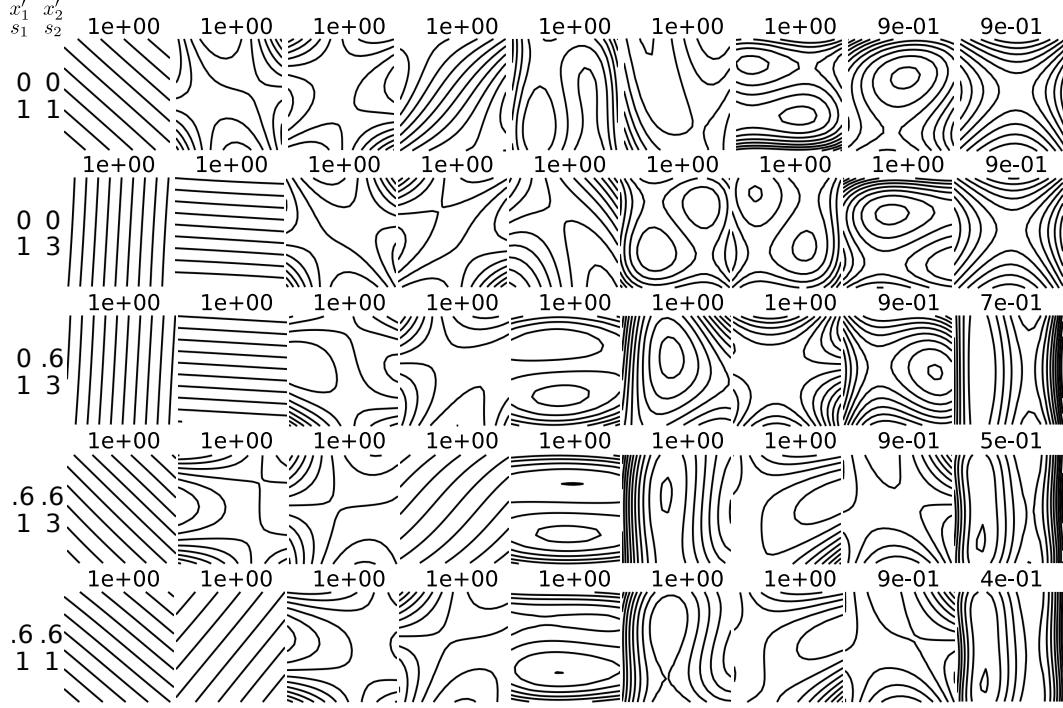 x′₁ x′₂
s₁ s₂
1e+00 1e+00 1e+00 1e+00 1e+00 1e+00 1e+00 9e-01 9e-01
0 0
1 1
1e+00 1e+00 1e+00 1e+00 1e+00 1e+00 1e+00 1e+00 9e-01
0 0
1 3
1e+00 1e+00 1e+00 1e+00 1e+00 1e+00 1e+00 9e-01 7e-01
0 .6
1 3
1e+00 1e+00 1e+00 1e+00 1e+00 1e+00 1e+00 9e-01 5e-01
.6 .6
1 3
1e+00 1e+00 1e+00 1e+00 1e+00 1e+00 1e+00 9e-01 4e-01
.6 .6
1 1